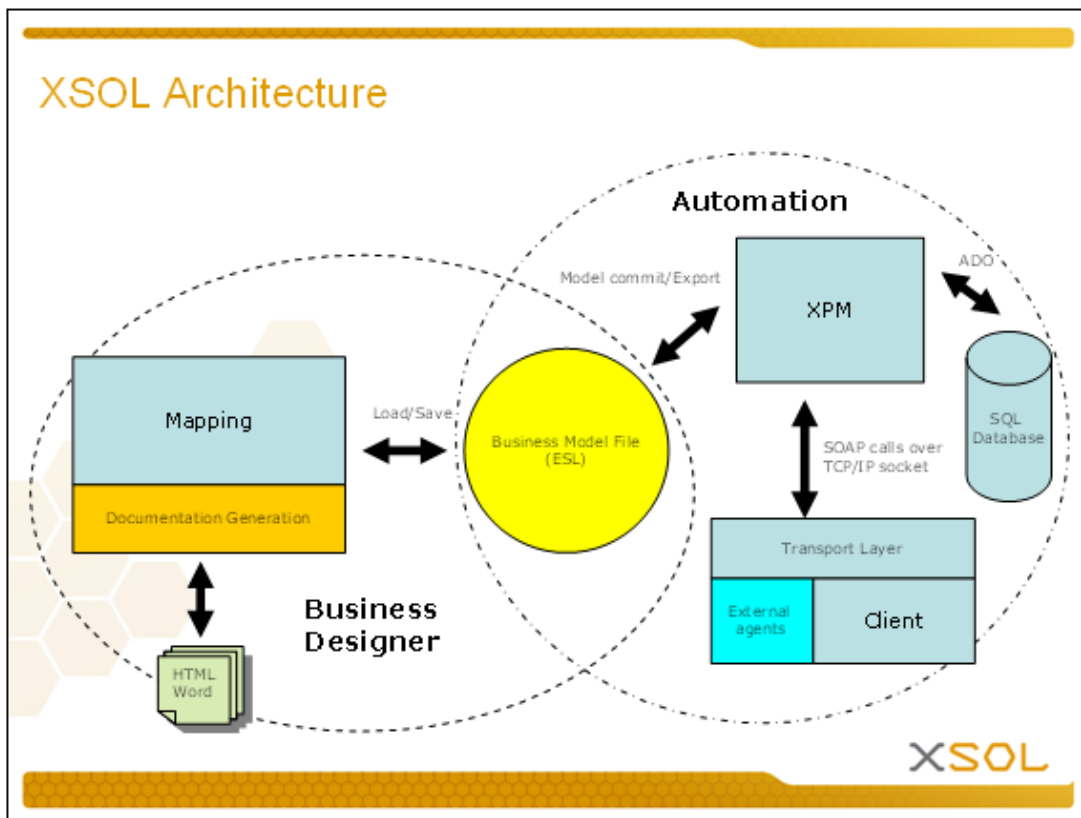 XSOL Architecture
Automation
Model commit/Export
ADO
XPM
Mapping
Load/Save
Business Model File
(ESL)
SQL
Database
SOAP calls over
TCP/IP socket
Documentation Generation
Transport Layer
Business
Designer
External
agents
Client
HTML
Word
XSOL